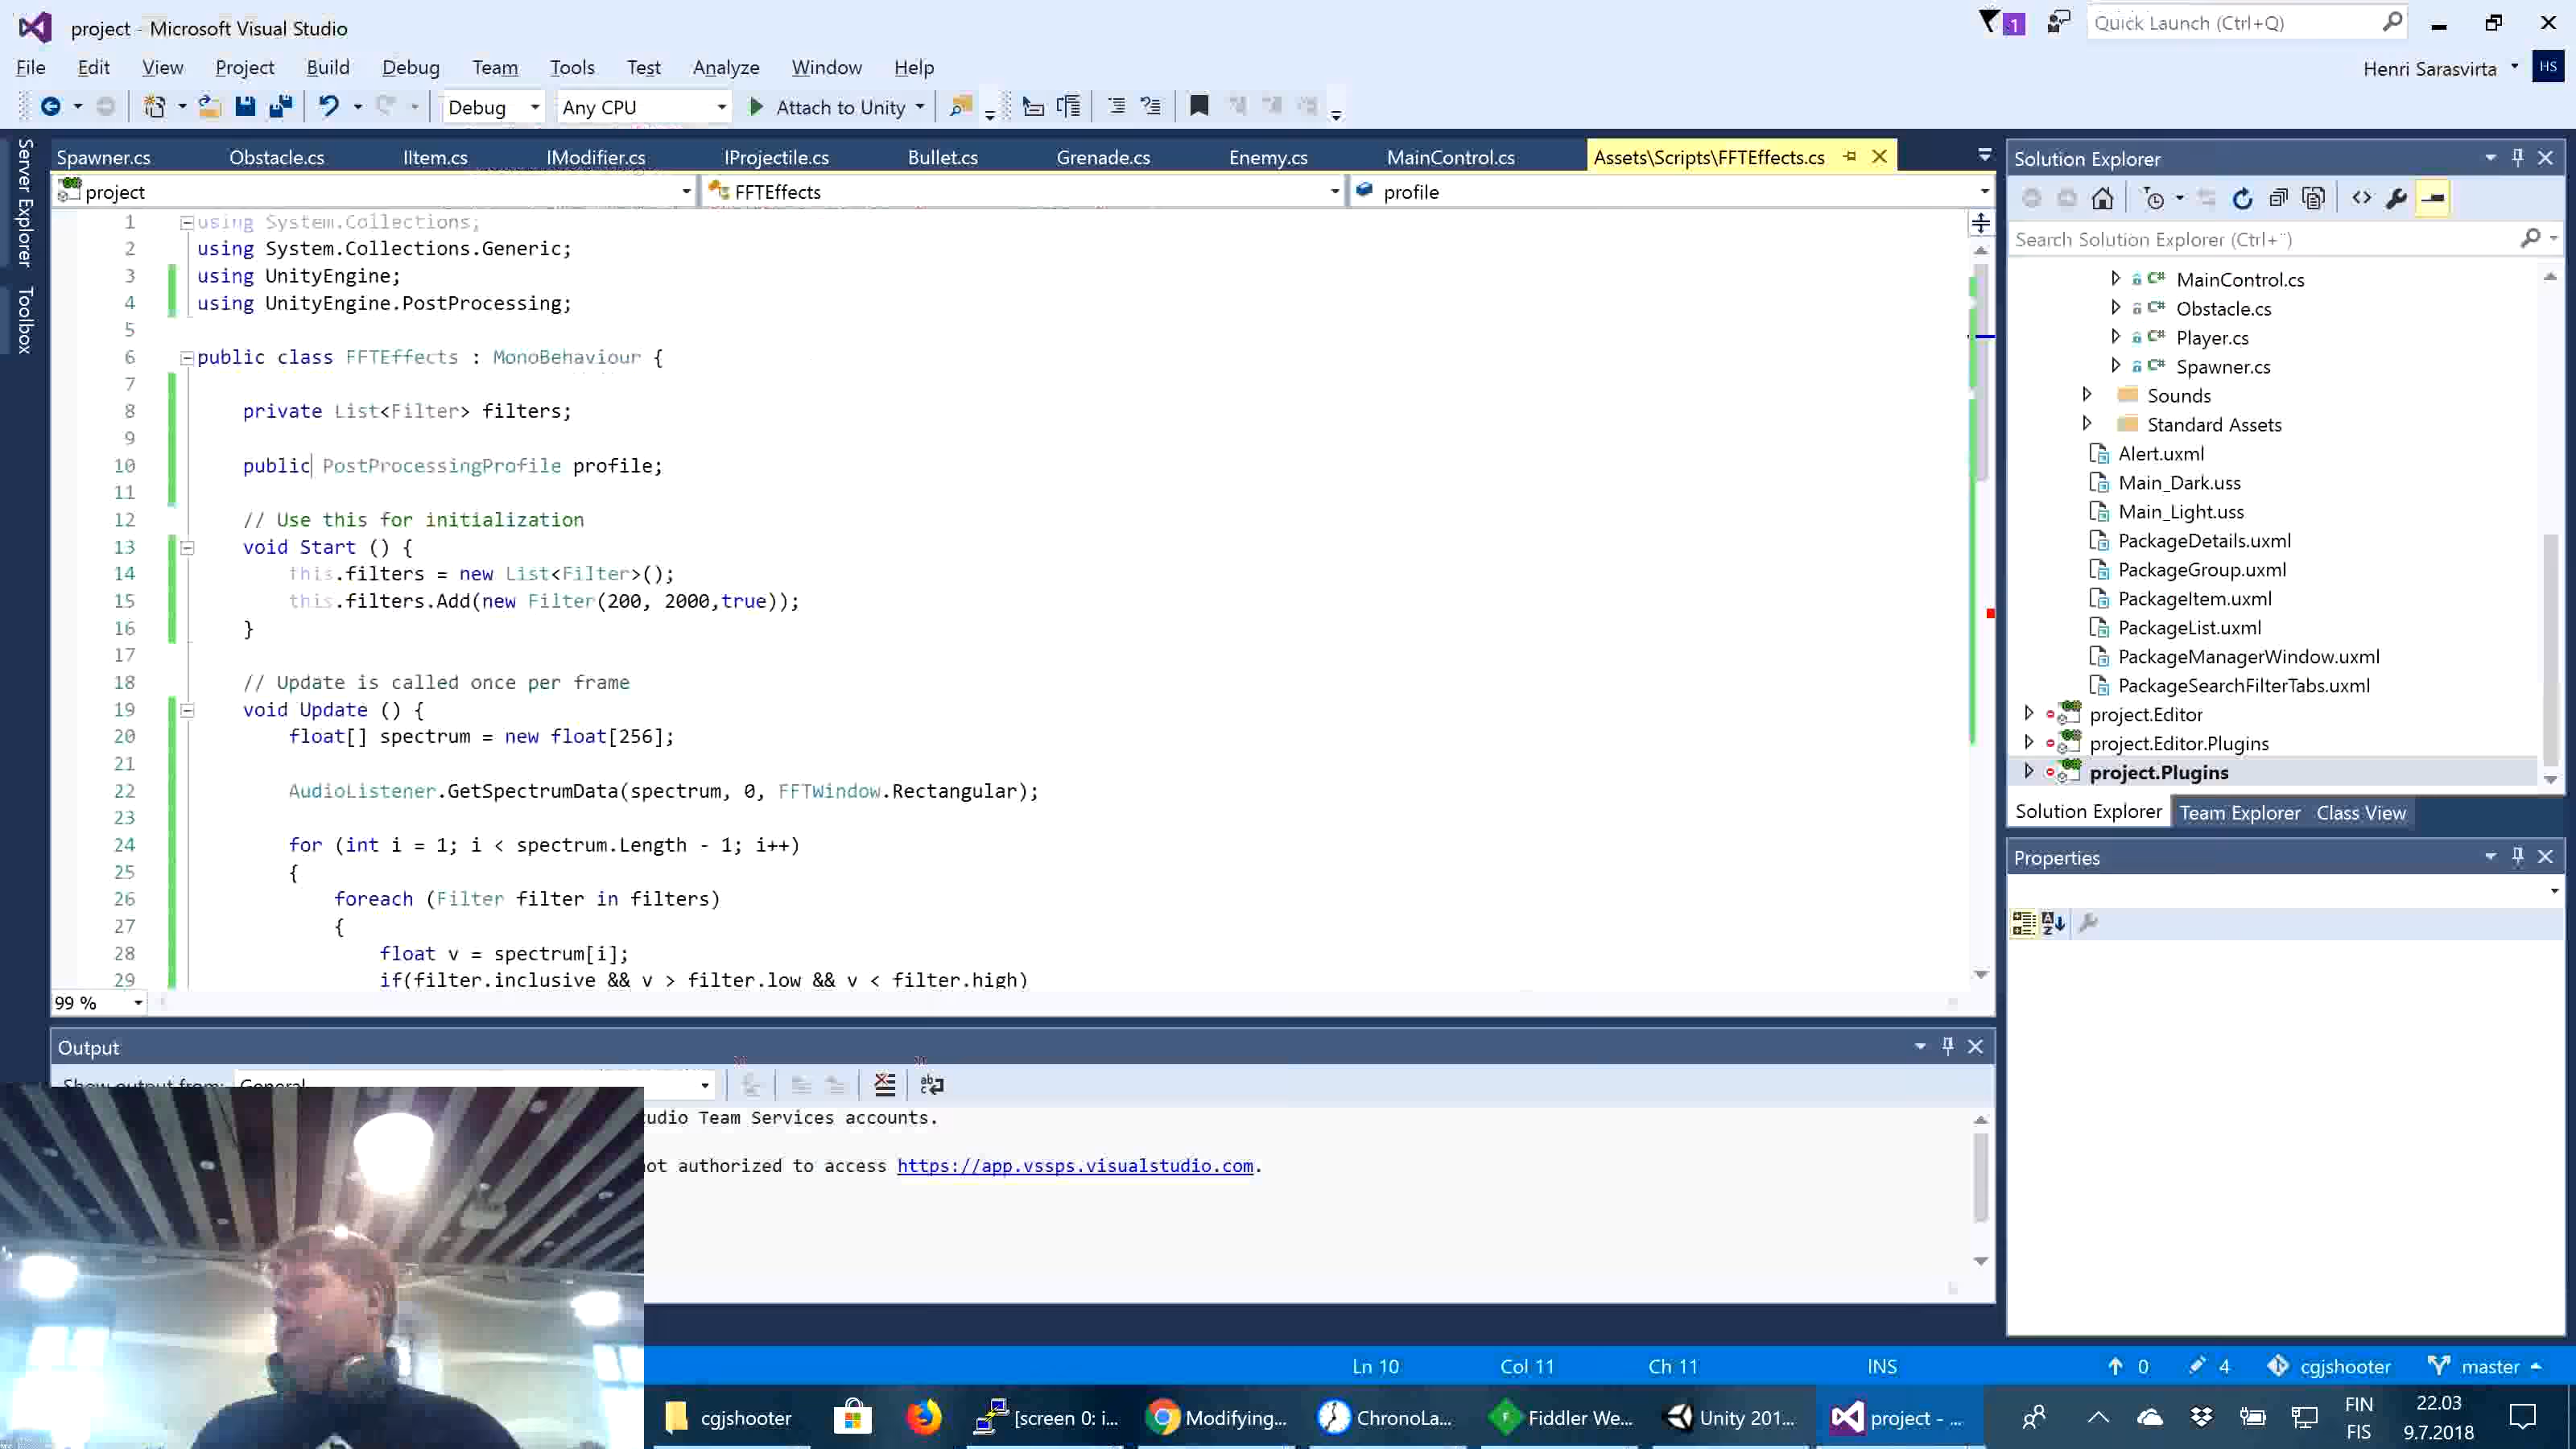 project - Microsoft Visual Studio
1
Quick Launch (Ctrl+Q)
File Edit View Project Build Debug Team Tools Test Analyze Window Help
Henri Sarasvirta HS
Debug Any CPU Attach to Unity
Server Explorer
Toolbox
Spawner.cs Obstacle.cs IItem.cs IModifier.cs IProjectile.cs Bullet.cs Grenade.cs Enemy.cs MainControl.cs Assets\Scripts\FFTEffects.cs
project FFTEffects profile
1 using System.Collections;
2 using System.Collections.Generic;
3 using UnityEngine;
4 using UnityEngine.PostProcessing;
5
6 public class FFTEffects : MonoBehaviour {
7
8 private List<Filter> filters;
9
10 public PostProcessingProfile profile;
11
12 // Use this for initialization
13 void Start () {
14 this.filters = new List<Filter>();
15 this.filters.Add(new Filter(200, 2000,true));
16 }
17
18 // Update is called once per frame
19 void Update () {
20 float[] spectrum = new float[256];
21
22 AudioListener.GetSpectrumData(spectrum, 0, FFTWindow.Rectangular);
23
24 for (int i = 1; i < spectrum.Length - 1; i++)
25 {
26 foreach (Filter filter in filters)
27 {
28 float v = spectrum[i];
29 if(filter.inclusive && v > filter.low && v < filter.high)
99 %
Solution Explorer
Search Solution Explorer (Ctrl+¨)
MainControl.cs
Obstacle.cs
Player.cs
Spawner.cs
Sounds
Standard Assets
Alert.uxml
Main_Dark.uss
Main_Light.uss
PackageDetails.uxml
PackageGroup.uxml
PackageItem.uxml
PackageList.uxml
PackageManagerWindow.uxml
PackageSearchFilterTabs.uxml
project.Editor
project.Editor.Plugins
project.Plugins
Solution Explorer Team Explorer Class View
Properties
Output
Show output from: General
udio Team Services accounts.
ot authorized to access https://app.vssps.visualstudio.com.
Ln 10 Col 11 Ch 11 INS 0 4 cgjshooter master
cgjshooter [screen 0: i... Modifying... ChronoLa... Fiddler We... Unity 201... project - ...
FIN
FIS
22.03
9.7.2018